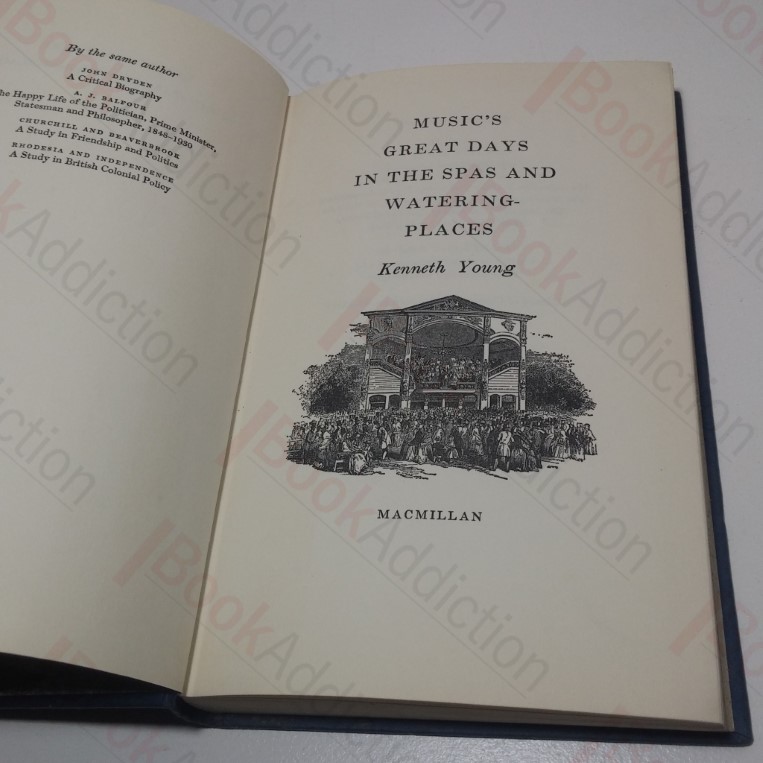 By the same author
JOHN DRYDEN
A Critical Biography
A. J. BALFOUR
he Happy Life of the Politician, Prime Minister,
Statesman and Philosopher, 1848–1930
CHURCHILL AND BEAVERBROOK
A Study in Friendship and Politics
RHODESIA AND INDEPENDENCE
A Study in British Colonial Policy
MUSIC'S
GREAT DAYS
IN THE SPAS AND
WATERING-
PLACES
Kenneth Young
MACMILLAN
BookAddiction